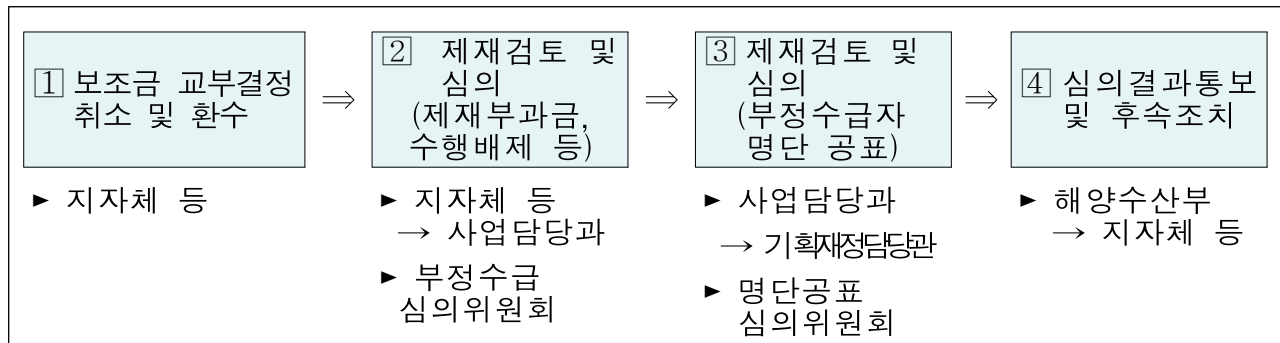 1 보조금 교부결정
취소 및 환수
⇒
2 제재검토 및
심의
(제재부과금,
수행배제 등)
⇒
3 제재검토 및
심의
(부정수급자
명단 공표)
⇒
4 심의결과통보
및 후속조치
► 지자체 등
► 지자체 등
→ 사업담당과
► 부정수급
심의위원회
► 사업담당과
→ 기획재정담당관
► 명단공표
심의위원회
► 해양수산부
→ 지자체 등